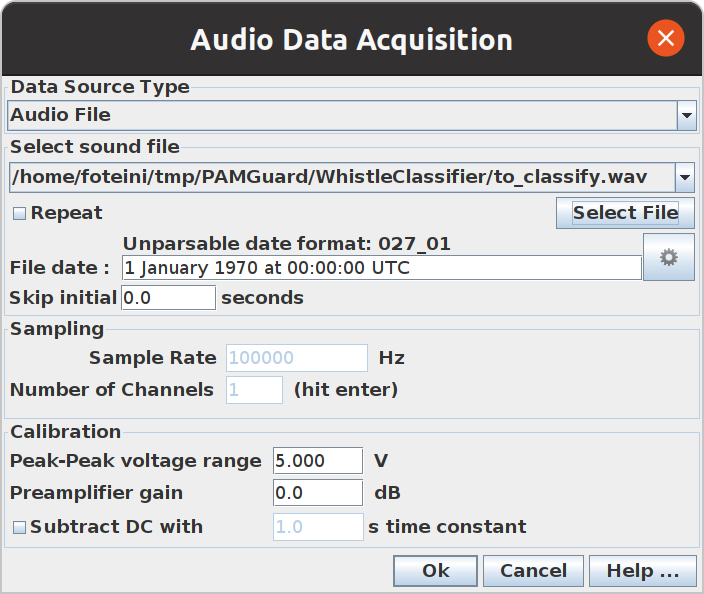 Audio Data Acquisition
Data Source Type
Audio File
Select sound file
/home/foteini/tmp/PAMGuard/WhistleClassifier/to_classify.wav
Repeat Select File
Unparsable date format: 027_01
File date : 1 January 1970 at 00:00:00 UTC
Skip initial 0.0 seconds
Sampling
Sample Rate 100000 Hz
Number of Channels 1 (hit enter)
Calibration
Peak-Peak voltage range 5.000 V
Preamplifier gain 0.0 dB
Subtract DC with 1.0 s time constant
Ok Cancel Help ...